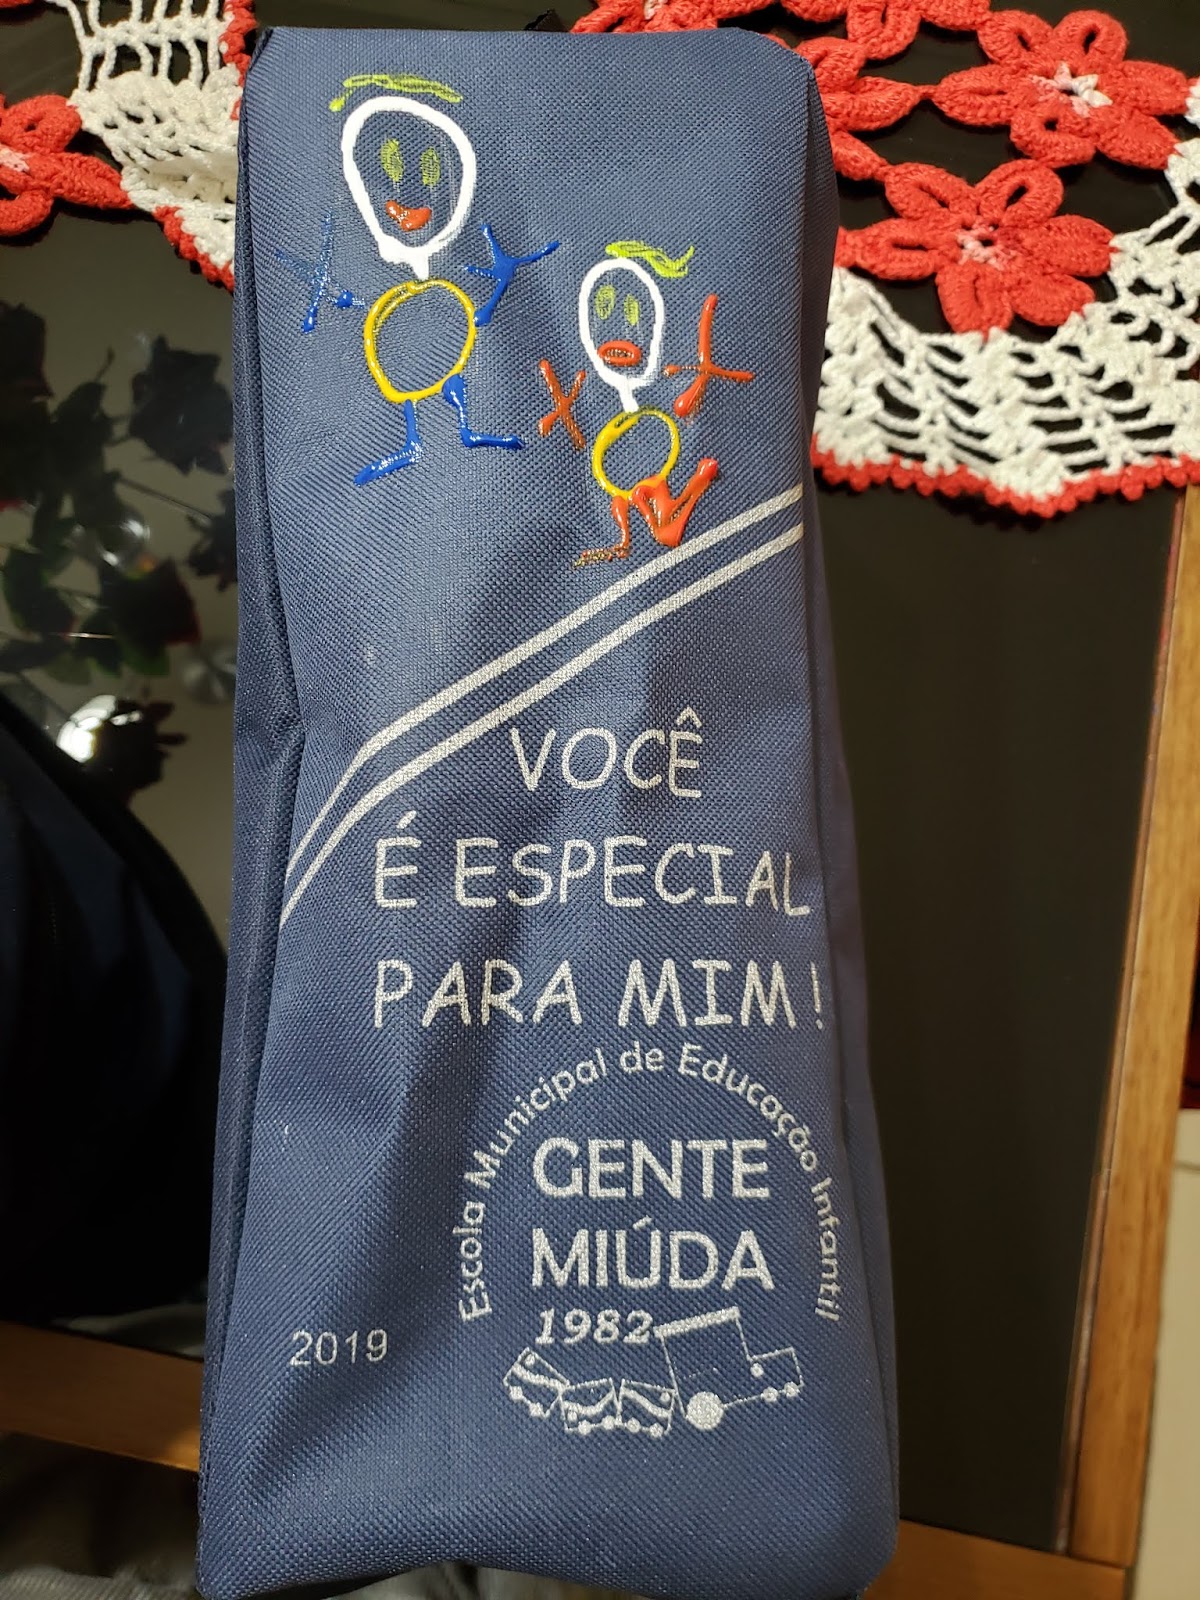 VOCÊ
É ESPECIAL
PARA MIM!
Escola Municipal de Educação Infantil
GENTE
MIÚDA
1982
2019